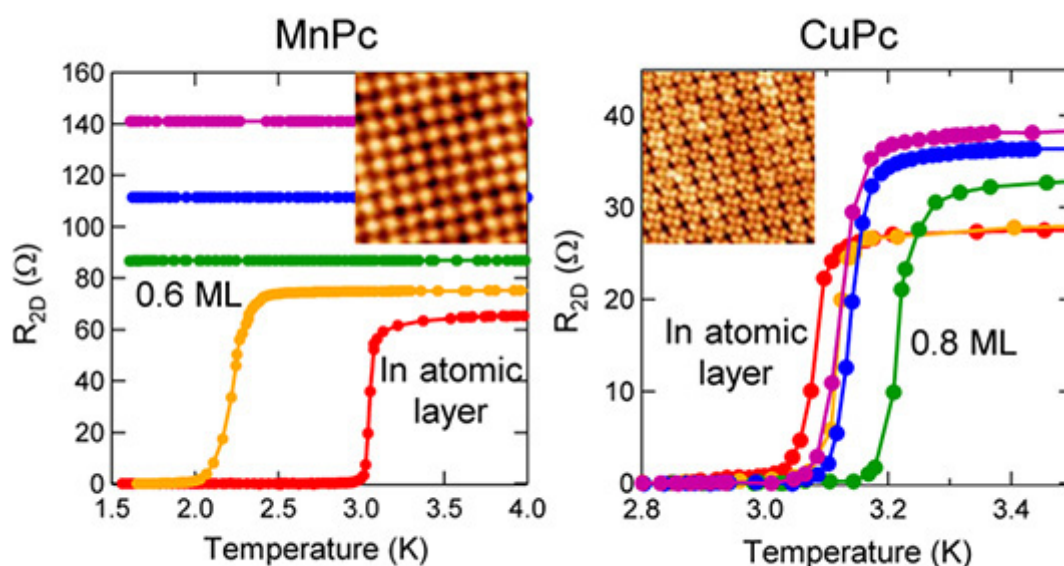 MnPc
160
140
120
100
80
60
40
20
0
R2D (Ω)
0.6 ML
In atomic
layer
1.5
2.0
2.5
3.0
3.5
4.0
Temperature (K)
CuPc
40
30
20
10
0
R2D (Ω)
In atomic
layer
0.8 ML
2.8
3.0
3.2
3.4
Temperature (K)